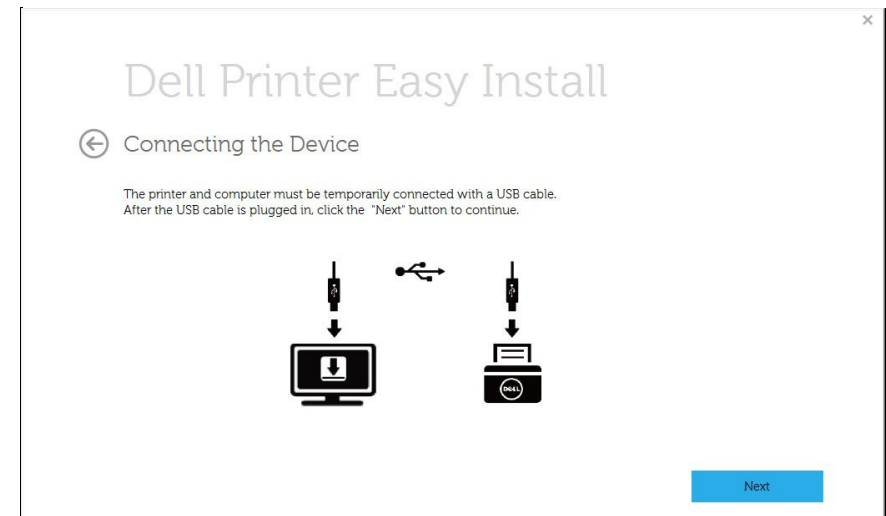 Dell Printer Easy Install
Connecting the Device
The printer and computer must be temporarily connected with a USB cable.
After the USB cable is plugged in, click the "Next" button to continue.
DELL
Next